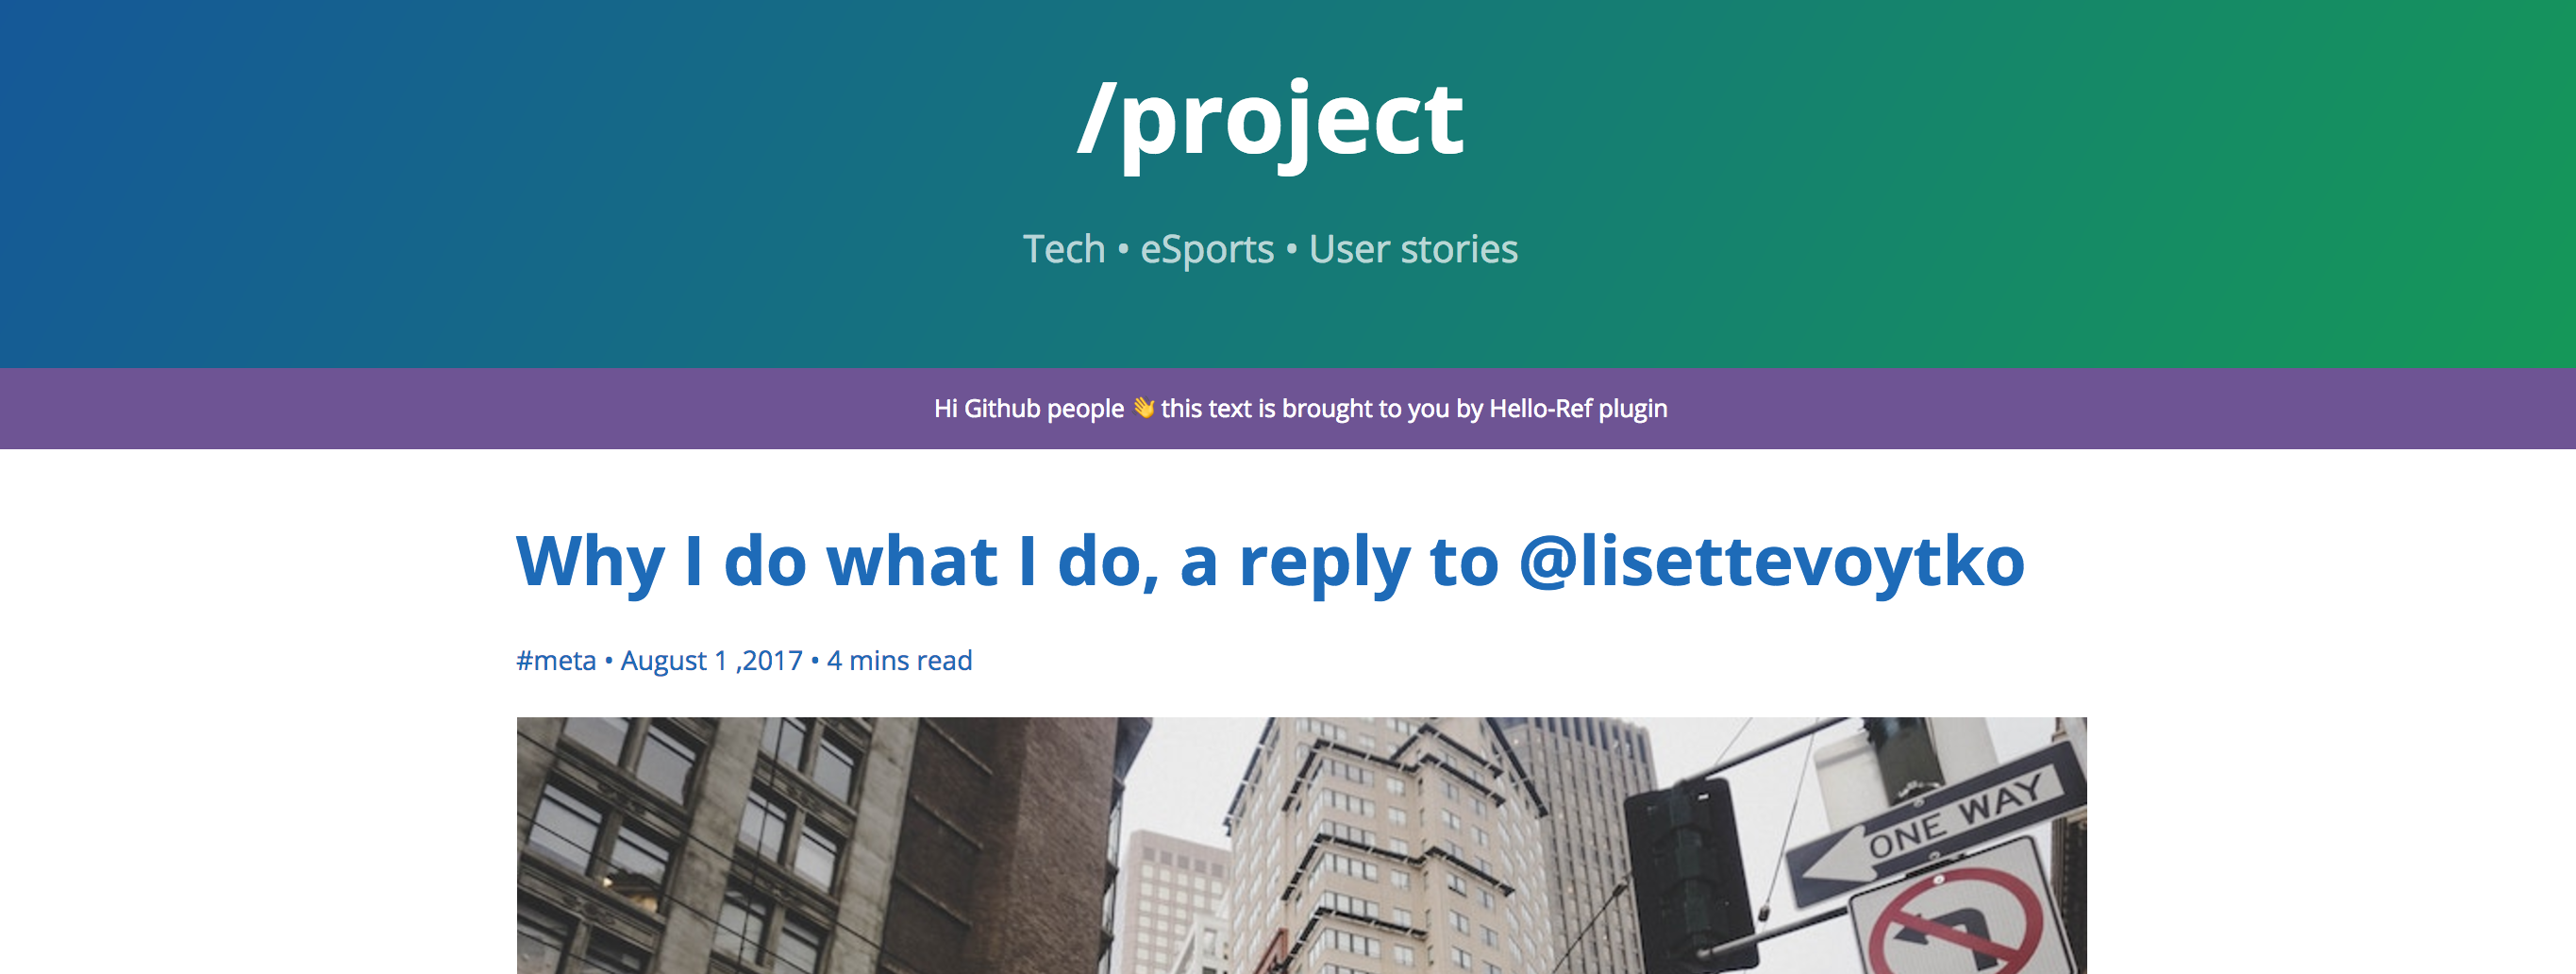 /project
Tech • eSports • User stories
Hi Github people 👋 this text is brought to you by Hello-Ref plugin
Why I do what I do, a reply to @lisettevoytko
#meta • August 1 ,2017 • 4 mins read
ONE WAY